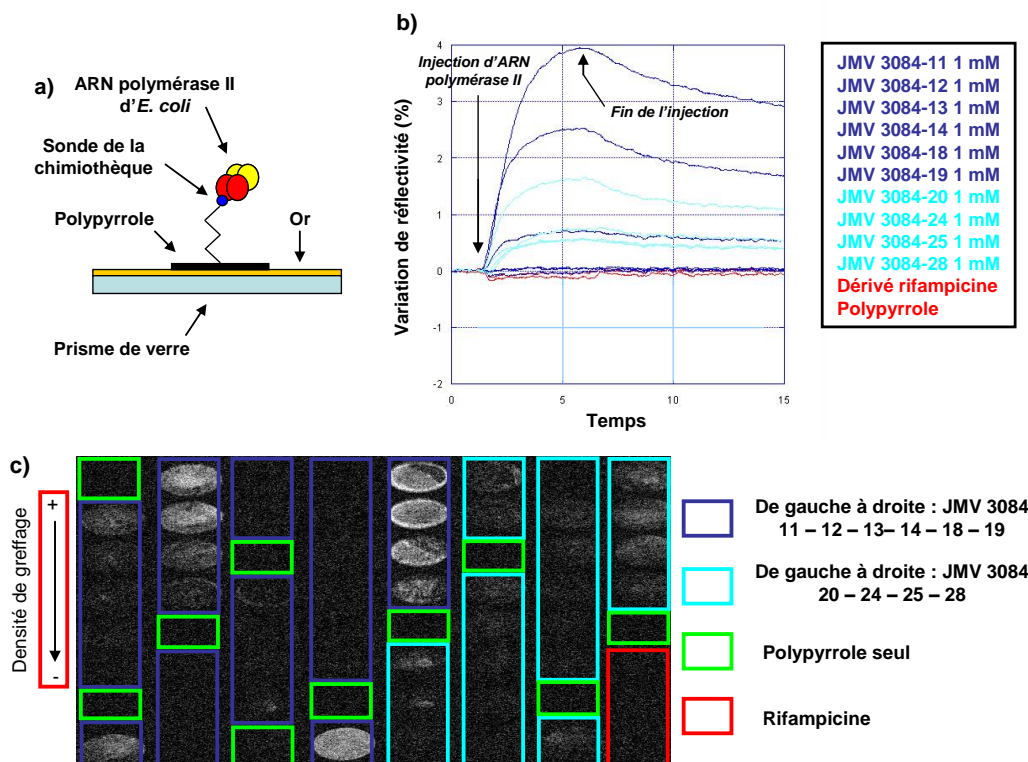 a)
ARN polymérase II
d'E. coli
Sonde de la
chimiothèque
Polypyrrole
Or
Prisme de verre
b)
Injection d'ARN
polymérase II
Fin de l'injection
Variation de réflectivité (%)
4
3
2
1
0
-1
-2
0
5
10
15
Temps
JMV 3084-11 1 mM
JMV 3084-12 1 mM
JMV 3084-13 1 mM
JMV 3084-14 1 mM
JMV 3084-18 1 mM
JMV 3084-19 1 mM
JMV 3084-20 1 mM
JMV 3084-24 1 mM
JMV 3084-25 1 mM
JMV 3084-28 1 mM
Dérivé rifampicine
Polypyrrole
c)
Densité de greffage
+
-
De gauche à droite : JMV 3084
11 – 12 – 13– 14 – 18 – 19
De gauche à droite : JMV 3084
20 – 24 – 25 – 28
Polypyrrole seul
Rifampicine